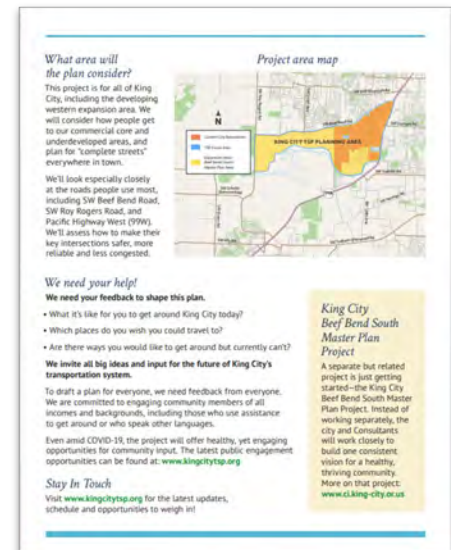 What area will
the plan consider?
This project is for all of King
City, including the developing
western expansion area. We
will consider how people get
to our commercial core and
underdeveloped areas, and
plan for "complete streets"
everywhere in town.
We'll look especially closely
at the roads people use most,
including SW Beef Bend Road,
SW Roy Rogers Road, and
Pacific Highway West (99W).
We'll assess how to make their
key intersections safer, more
reliable and less congested.
Project area map
N
KING CITY TSP PLANNING AREA
We need your help!
We need your feedback to shape this plan.
• What it's like for you to get around King City today?
• Which places do you wish you could travel to?
• Are there ways you would like to get around but currently can't?
We invite all big ideas and input for the future of King City's
transportation system.
To draft a plan for everyone, we need feedback from everyone.
We are committed to engaging community members of all
incomes and backgrounds, including those who use assistance
to get around or who speak other languages.
Even amid COVID-19, the project will offer healthy, yet engaging
opportunities for community input. The latest public engagement
opportunities can be found at: www.kingcitytsp.org
Stay In Touch
Visit www.kingcitytsp.org for the latest updates,
schedule and opportunities to weigh in!
King City
Beef Bend South
Master Plan
Project
A separate but related
project is just getting
started—the King City
Beef Bend South Master
Plan Project. Instead of
working separately, the
city and Consultants
will work closely to
build one consistent
vision for a healthy,
thriving community.
More on that project:
www.ci.king-city.or.us